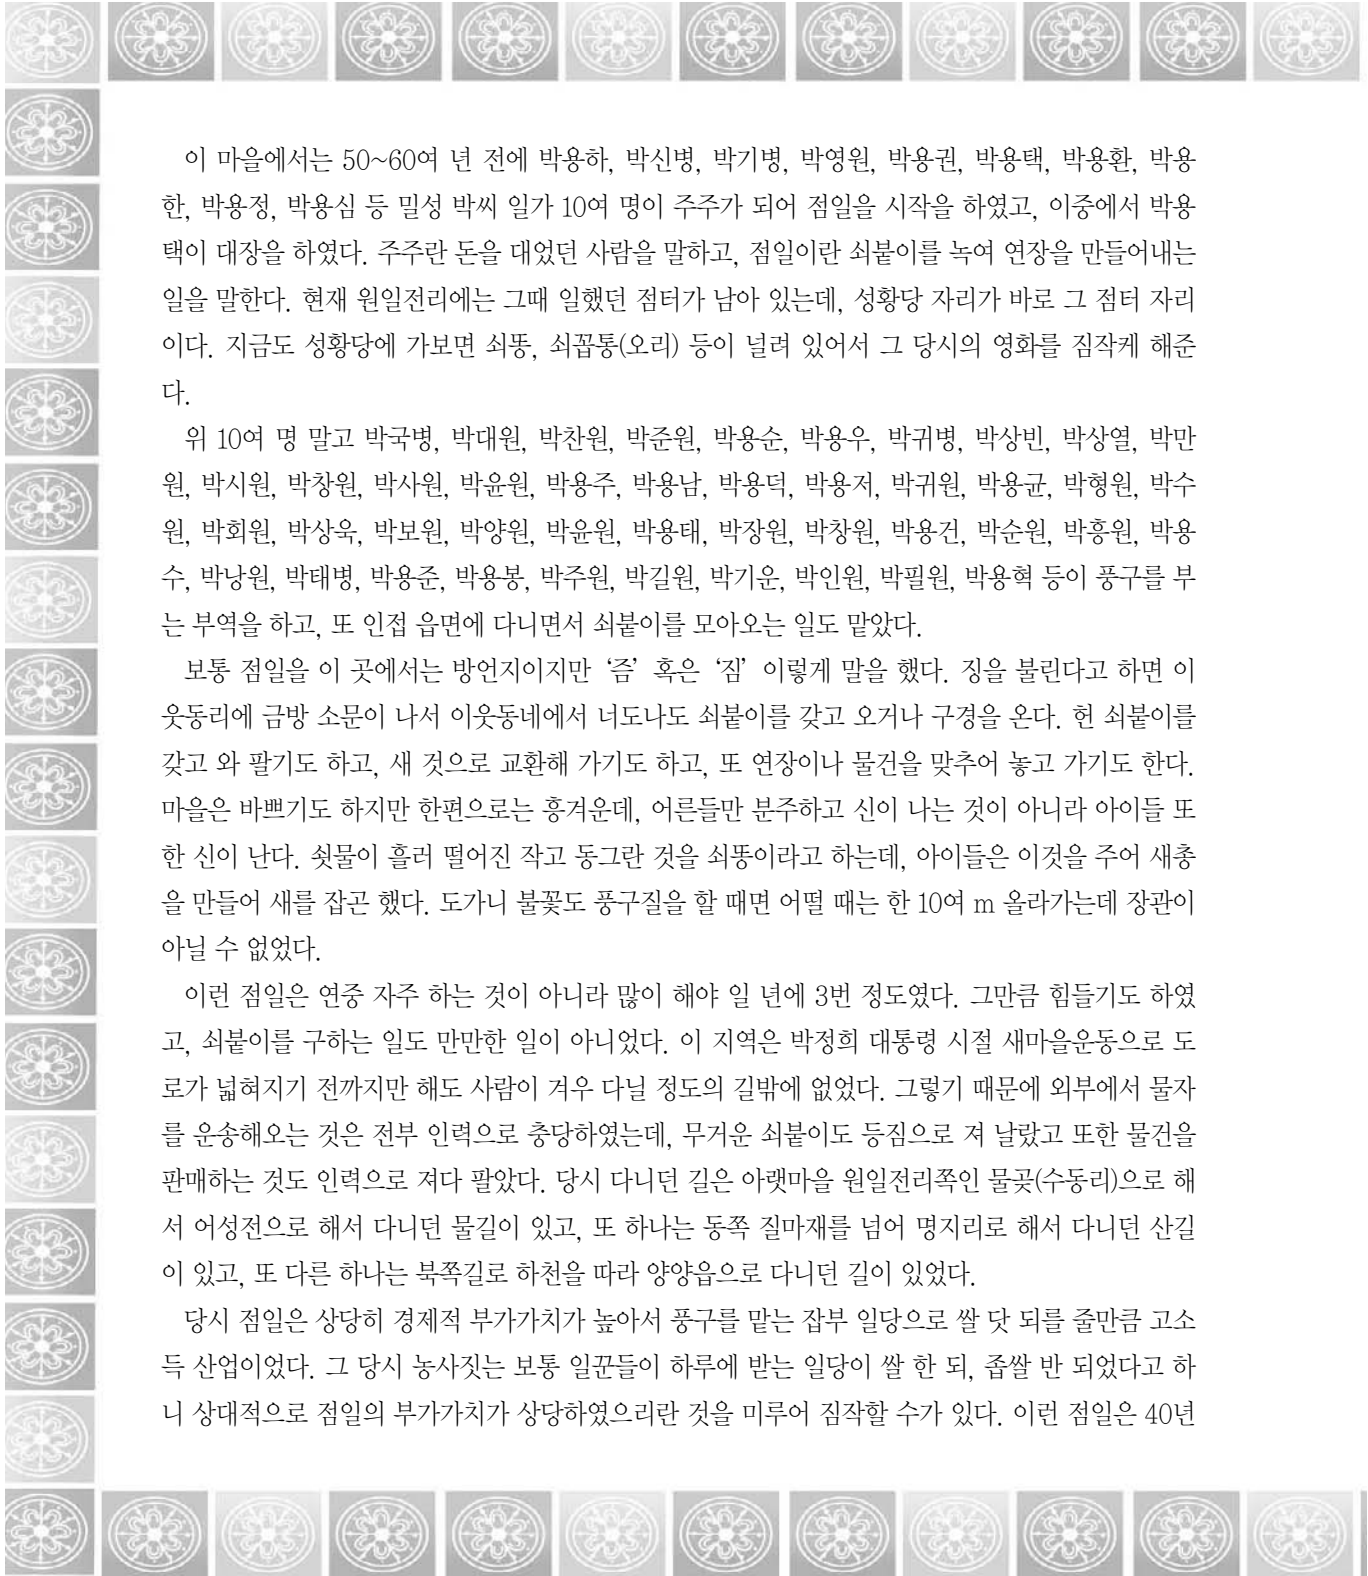 이 마을에서는 50~60여 년 전에 박용하, 박신병, 박기병, 박영원, 박용권, 박용택, 박용환, 박용
한, 박용정, 박용심 등 밀성 박씨 일가 10여 명이 주주가 되어 점일을 시작을 하였고, 이중에서 박용
택이 대장을 하였다. 주주란 돈을 대었던 사람을 말하고, 점일이란 쇠붙이를 녹여 연장을 만들어내는
일을 말한다. 현재 원일전리에는 그때 일했던 점터가 남아 있는데, 성황당 자리가 바로 그 점터 자리
이다. 지금도 성황당에 가보면 쇠똥, 쇠꼽통(오리) 등이 널려 있어서 그 당시의 영화를 짐작케 해준
다.
위 10여 명 말고 박국병, 박대원, 박찬원, 박준원, 박용순, 박용우, 박귀병, 박상빈, 박상열, 박만
원, 박시원, 박창원, 박사원, 박윤원, 박용주, 박용남, 박용덕, 박용저, 박귀원, 박용균, 박형원, 박수
원, 박회원, 박상욱, 박보원, 박양원, 박윤원, 박용태, 박장원, 박창원, 박용건, 박순원, 박흥원, 박용
수, 박낭원, 박태병, 박용준, 박용봉, 박주원, 박길원, 박기운, 박인원, 박필원, 박용혁 등이 풍구를 부
는 부역을 하고, 또 인접 읍면에 다니면서 쇠붙이를 모아오는 일도 맡았다.
보통 점일을 이 곳에서는 방언지이지만 ‘즘’ 혹은 ‘짐’ 이렇게 말을 했다. 징을 불린다고 하면 이
웃동리에 금방 소문이 나서 이웃동네에서 너도나도 쇠붙이를 갖고 오거나 구경을 온다. 헌 쇠붙이를
갖고 와 팔기도 하고, 새 것으로 교환해 가기도 하고, 또 연장이나 물건을 맞추어 놓고 가기도 한다.
마을은 바쁘기도 하지만 한편으로는 흥겨운데, 어른들만 분주하고 신이 나는 것이 아니라 아이들 또
한 신이 난다. 쇳물이 흘러 떨어진 작고 동그란 것을 쇠똥이라고 하는데, 아이들은 이것을 주어 새총
을 만들어 새를 잡곤 했다. 도가니 불꽃도 풍구질을 할 때면 어떨 때는 한 10여 m 올라가는데 장관이
아닐 수 없었다.
이런 점일은 연중 자주 하는 것이 아니라 많이 해야 일 년에 3번 정도였다. 그만큼 힘들기도 하였
고, 쇠붙이를 구하는 일도 만만한 일이 아니었다. 이 지역은 박정희 대통령 시절 새마을운동으로 도
로가 넓혀지기 전까지만 해도 사람이 겨우 다닐 정도의 길밖에 없었다. 그렇기 때문에 외부에서 물자
를 운송해오는 것은 전부 인력으로 충당하였는데, 무거운 쇠붙이도 등짐으로 져 날랐고 또한 물건을
판매하는 것도 인력으로 져다 팔았다. 당시 다니던 길은 아랫마을 원일전리쪽인 물곶(수동리)으로 해
서 어성전으로 해서 다니던 물길이 있고, 또 하나는 동쪽 질마재를 넘어 명지리로 해서 다니던 산길
이 있고, 또 다른 하나는 북쪽길로 하천을 따라 양양읍으로 다니던 길이 있었다.
당시 점일은 상당히 경제적 부가가치가 높아서 풍구를 맡는 잡부 일당으로 쌀 닷 되를 줄만큼 고소
득 산업이었다. 그 당시 농사짓는 보통 일꾼들이 하루에 받는 일당이 쌀 한 되, 좁쌀 반 되었다고 하
니 상대적으로 점일의 부가가치가 상당하였으리란 것을 미루어 짐작할 수가 있다. 이런 점일은 40년